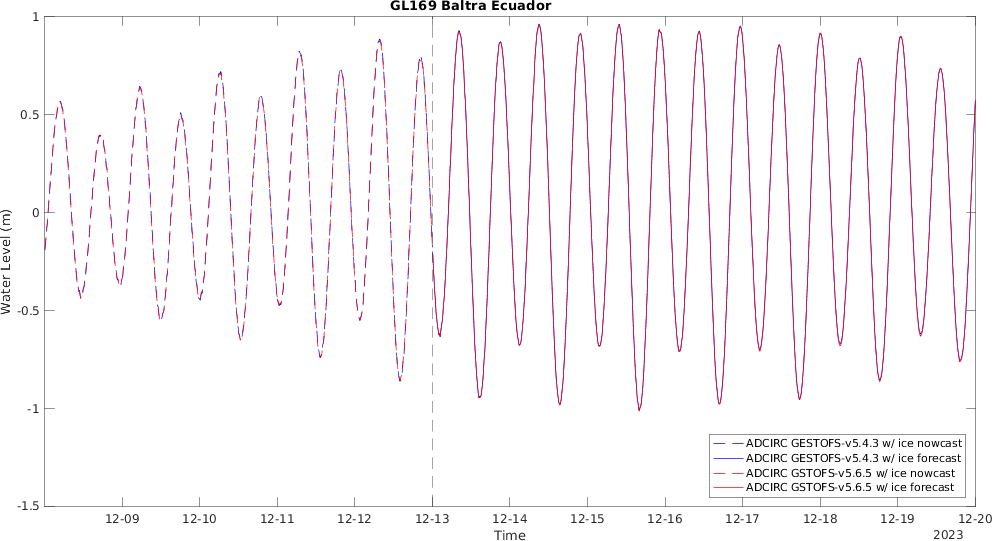 GL169 Baltra Ecuador
1
0.5
0
-0.5
-1
-1.5
Water Level (m)
ADCIRC GESTOFS-v5.4.3 w/ ice nowcast
ADCIRC GESTOFS-v5.4.3 w/ ice forecast
ADCIRC GSTOFS-v5.6.5 w/ ice nowcast
ADCIRC GSTOFS-v5.6.5 w/ ice forecast
12-09 12-10 12-11 12-12 12-13 12-14 12-15 12-16 12-17 12-18 12-19 12-20
Time
2023